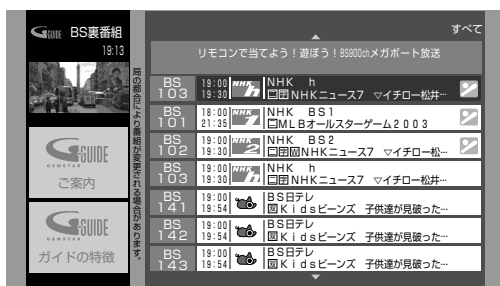 G-GUIDE BS裏番組
19:13
すべて
リモコンで当てよう！遊ぼう！BS900chメガポート放送
局の都合により番組が変更される場合があります。
BS 103 19:00 19:30 NHK h NHK h
NHKニュース7 ▽イチロー松井…
BS 101 18:00 21:35 NHK 1 NHK BS1
MLBオールスターゲーム2003
BS 102 19:00 19:30 NHK 2 NHK BS2
NHKニュース7 ▽イチロー松…
BS 103 19:00 19:30 NHK h NHK h
NHKニュース7 ▽イチロー松井…
BS 141 19:00 19:54 BS日テレ
Kidsビーンズ 子供達が見破った…
BS 142 19:00 19:54 BS日テレ
Kidsビーンズ 子供達が見破った…
BS 143 19:00 19:54 BS日テレ
Kidsビーンズ 子供達が見破った…
G-GUIDE
GEMSTAR
ご案内
G-GUIDE
GEMSTAR
ガイドの特徴